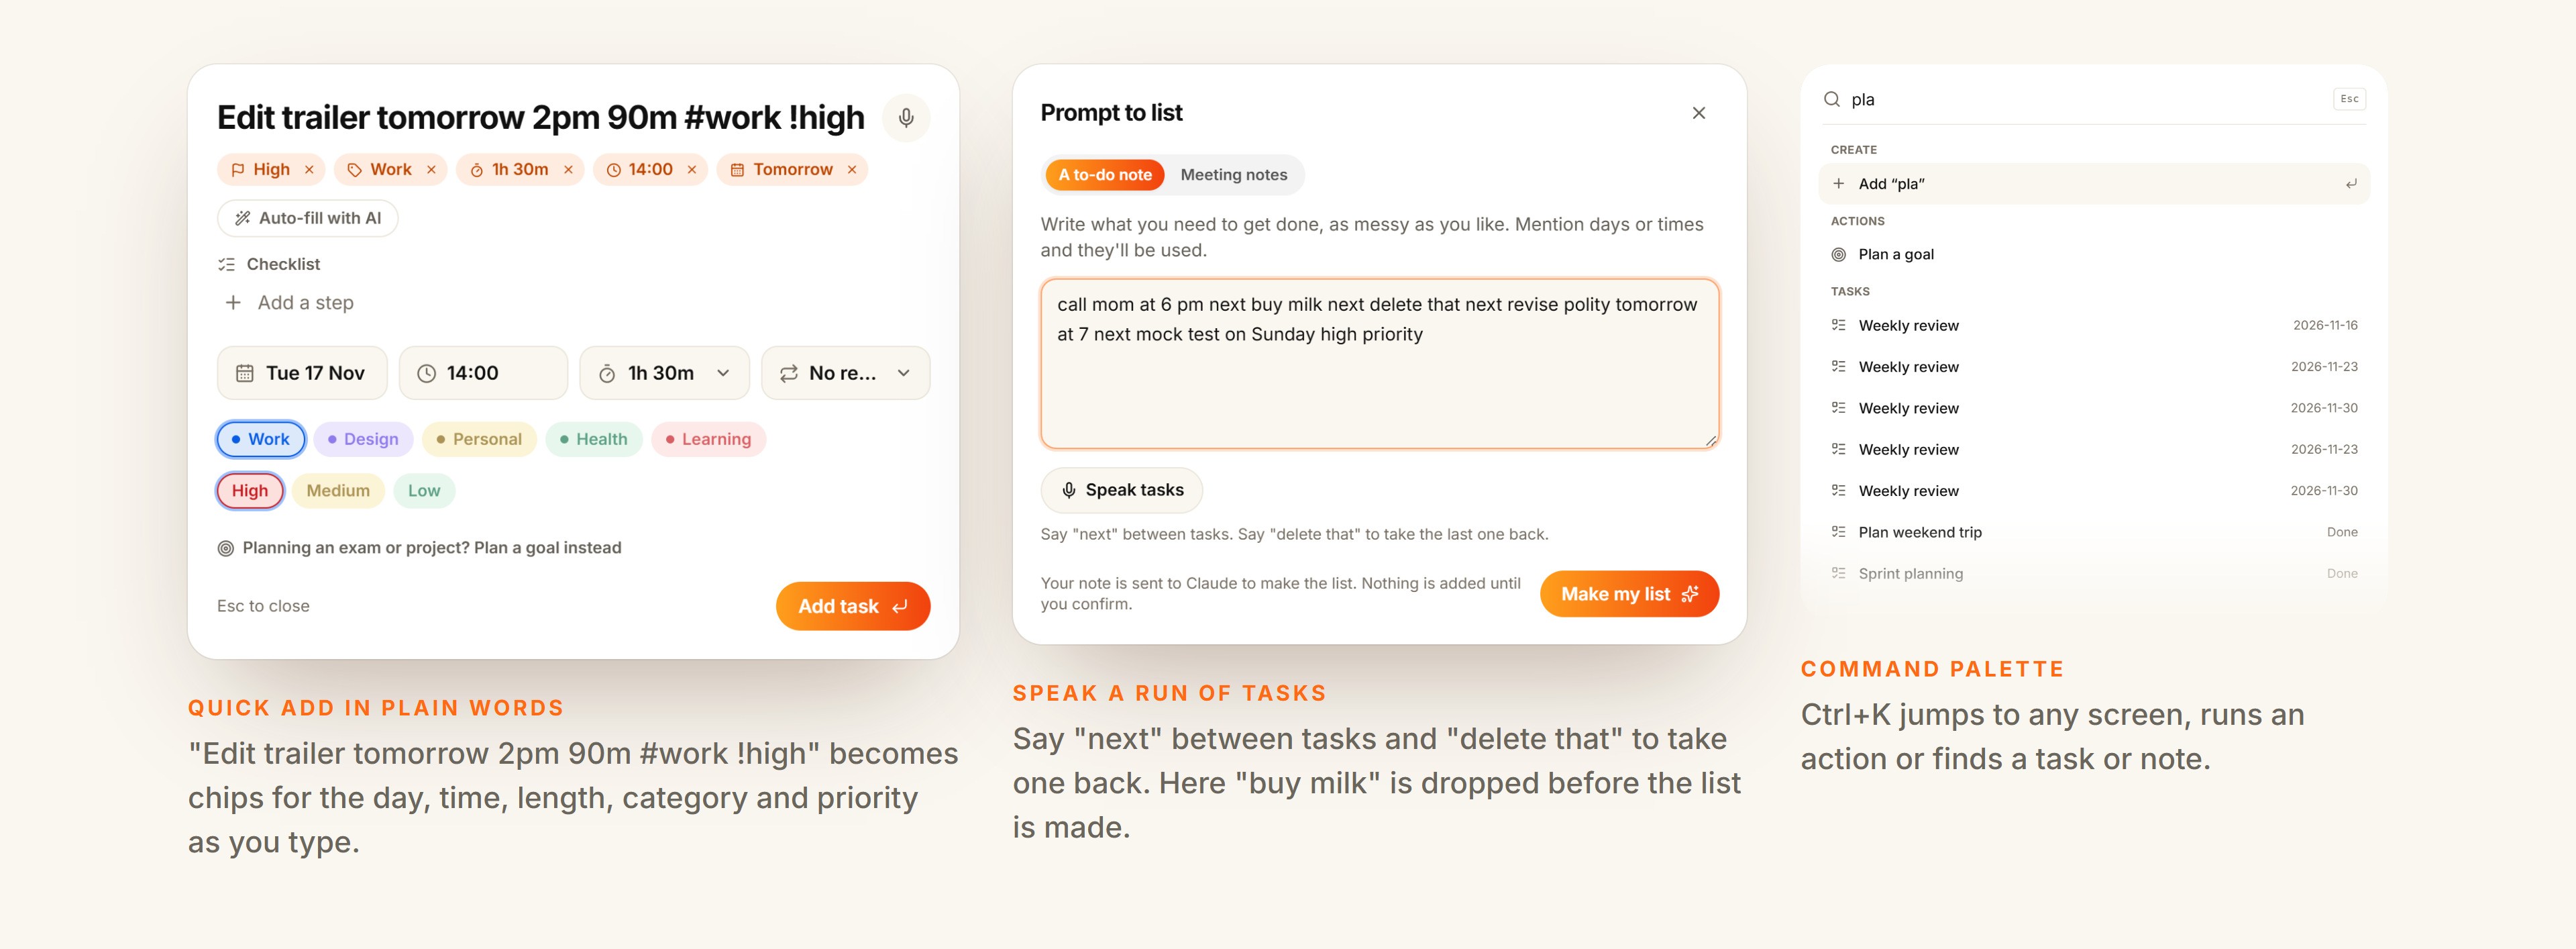 Edit trailer tomorrow 2pm 90m #work !high
High
Work
1h 30m
14:00
Tomorrow
Auto-fill with AI
Checklist
Add a step
Tue 17 Nov
14:00
1h 30m
No re...
Work
Design
Personal
Health
Learning
High
Medium
Low
Planning an exam or project? Plan a goal instead
Esc to close
Add task
QUICK ADD IN PLAIN WORDS
"Edit trailer tomorrow 2pm 90m #work !high" becomes
chips for the day, time, length, category and priority
as you type.
Prompt to list
A to-do note
Meeting notes
Write what you need to get done, as messy as you like. Mention days or times
and they'll be used.
call mom at 6 pm next buy milk next delete that next revise polity tomorrow
at 7 next mock test on Sunday high priority
Speak tasks
Say "next" between tasks. Say "delete that" to take the last one back.
Your note is sent to Claude to make the list. Nothing is added until
you confirm.
Make my list
SPEAK A RUN OF TASKS
Say "next" between tasks and "delete that" to take
one back. Here "buy milk" is dropped before the list
is made.
pla
Esc
CREATE
Add “pla”
ACTIONS
Plan a goal
TASKS
Weekly review 2026-11-16
Weekly review 2026-11-23
Weekly review 2026-11-30
Weekly review 2026-11-23
Weekly review 2026-11-30
Plan weekend trip Done
Sprint planning Done
COMMAND PALETTE
Ctrl+K jumps to any screen, runs an
action or finds a task or note.